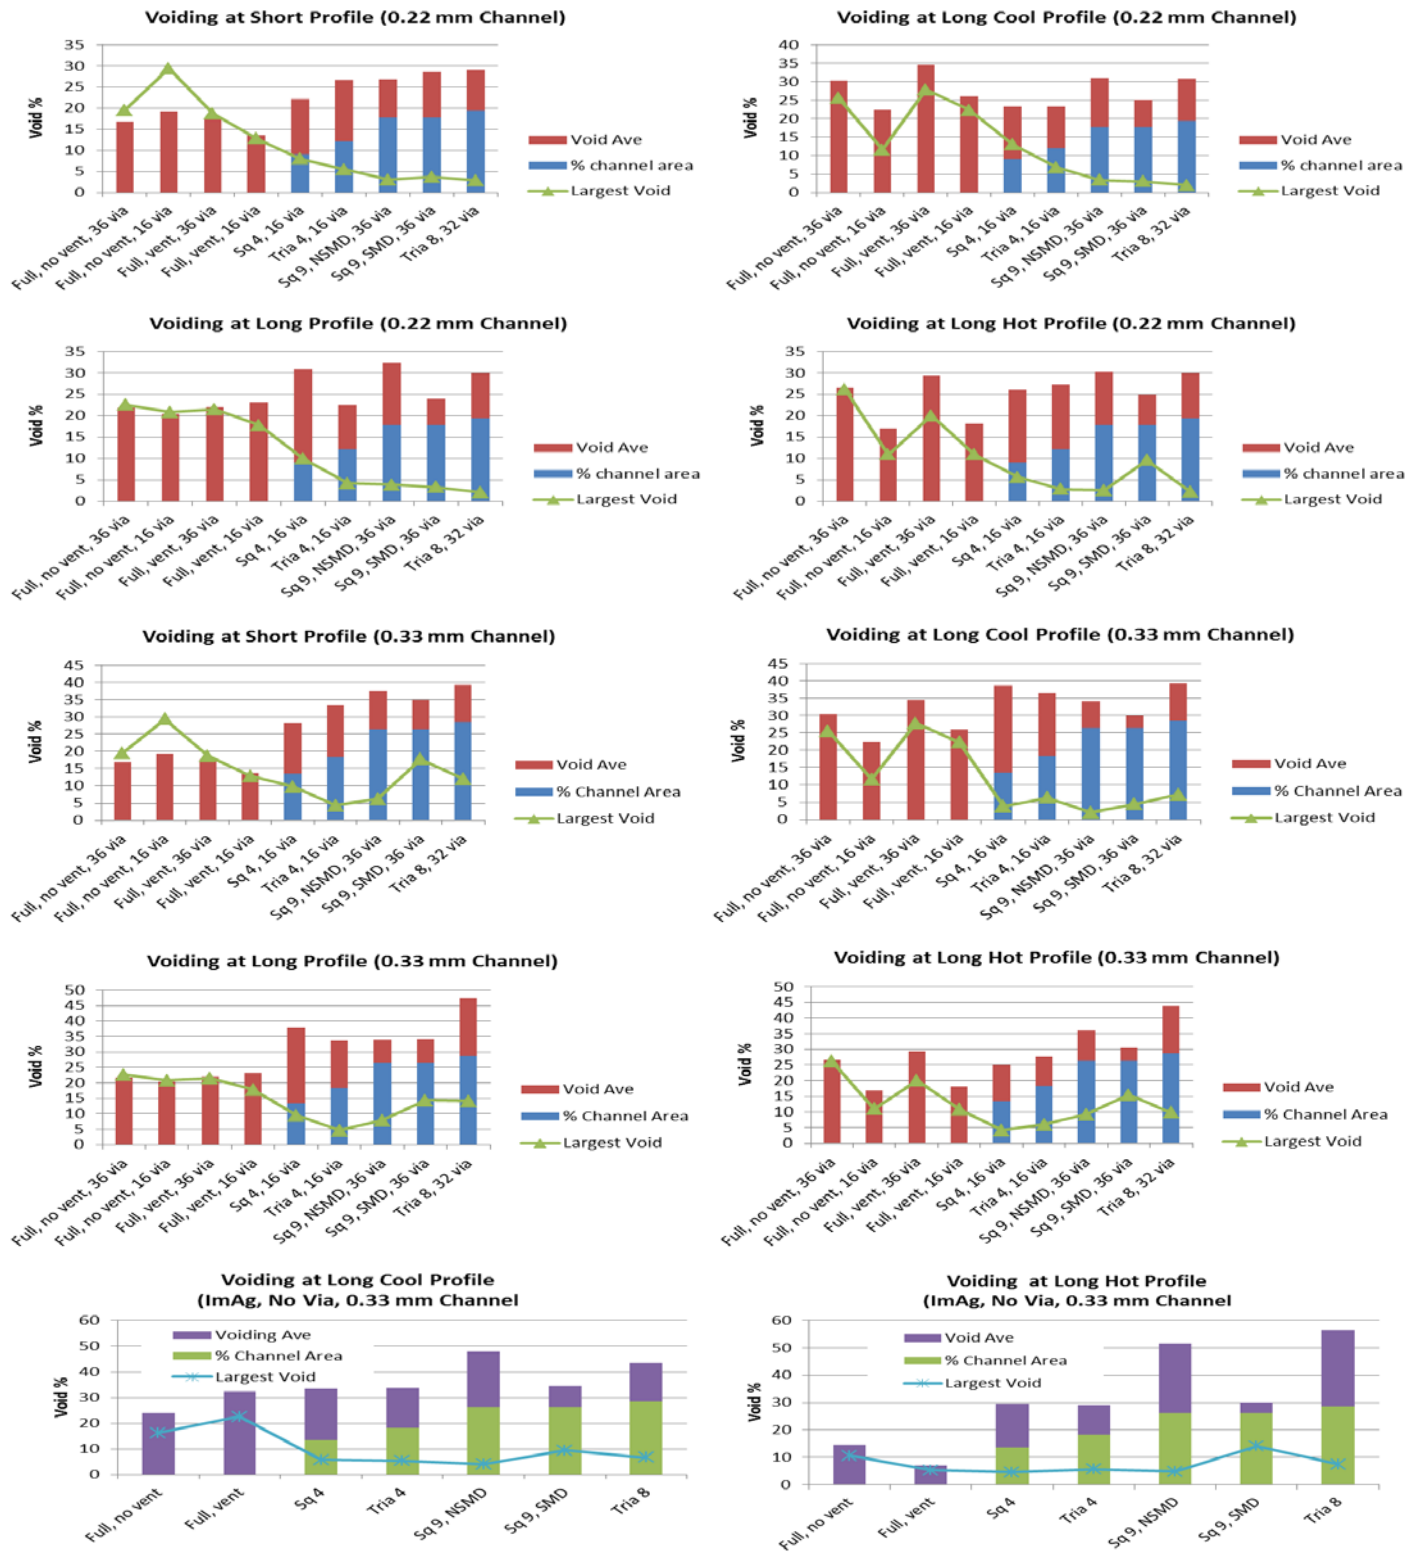 Voiding at Short Profile (0.22 mm Channel)
35
30
25
20
15
10
5
0
Void %
Void Ave
% channel area
Largest Void
Full, no vent, 36 via
Full, no vent, 16 via
Full, vent, 36 via
Full, vent, 16 via
Sq 4, 16 via
Tria 4, 16 via
Sq 9, NSMD, 36 via
Sq 9, SMD, 36 via
Tria 8, 32 via
Voiding at Long Cool Profile (0.22 mm Channel)
40
35
30
25
20
15
10
5
0
Void %
Void Ave
% channel area
Largest Void
Full, no vent, 36 via
Full, no vent, 16 via
Full, vent, 36 via
Full, vent, 16 via
Sq 4, 16 via
Tria 4, 16 via
Sq 9, NSMD, 36 via
Sq 9, SMD, 36 via
Tria 8, 32 via
Voiding at Long Profile (0.22 mm Channel)
35
30
25
20
15
10
5
0
Void %
Void Ave
% channel area
Largest Void
Full, no vent, 36 via
Full, no vent, 16 via
Full, vent, 36 via
Full, vent, 16 via
Sq 4, 16 via
Tria 4, 16 via
Sq 9, NSMD, 36 via
Sq 9, SMD, 36 via
Tria 8, 32 via
Voiding at Long Hot Profile (0.22 mm Channel)
35
30
25
20
15
10
5
0
Void %
Void Ave
% channel area
Largest Void
Full, no vent, 36 via
Full, no vent, 16 via
Full, vent, 36 via
Full, vent, 16 via
Sq 4, 16 via
Tria 4, 16 via
Sq 9, NSMD, 36 via
Sq 9, SMD, 36 via
Tria 8, 32 via
Voiding at Short Profile (0.33 mm Channel)
45
40
35
30
25
20
15
10
5
0
Void %
Void Ave
% Channel Area
Largest Void
Full, no vent, 36 via
Full, no vent, 16 via
Full, vent, 36 via
Full, vent, 16 via
Sq 4, 16 via
Tria 4, 16 via
Sq 9, NSMD, 36 via
Sq 9, SMD, 36 via
Tria 8, 32 via
Voiding at Long Cool Profile (0.33 mm Channel)
45
40
35
30
25
20
15
10
5
0
Void %
Void Ave
% Channel Area
Largest Void
Full, no vent, 36 via
Full, no vent, 16 via
Full, vent, 36 via
Full, vent, 16 via
Sq 4, 16 via
Tria 4, 16 via
Sq 9, NSMD, 36 via
Sq 9, SMD, 36 via
Tria 8, 32 via
Voiding at Long Profile (0.33 mm Channel)
50
45
40
35
30
25
20
15
10
5
0
Void %
Void Ave
% Channel Area
Largest Void
Full, no vent, 36 via
Full, no vent, 16 via
Full, vent, 36 via
Full, vent, 16 via
Sq 4, 16 via
Tria 4, 16 via
Sq 9, NSMD, 36 via
Sq 9, SMD, 36 via
Tria 8, 32 via
Voiding at Long Hot Profile (0.33 mm Channel)
50
45
40
35
30
25
20
15
10
5
0
Void %
Void Ave
% Channel Area
Largest Void
Full, no vent, 36 via
Full, no vent, 16 via
Full, vent, 36 via
Full, vent, 16 via
Sq 4, 16 via
Tria 4, 16 via
Sq 9, NSMD, 36 via
Sq 9, SMD, 36 via
Tria 8, 32 via
Voiding at Long Cool Profile
(ImAg, No Via, 0.33 mm Channel
60
50
40
30
20
10
0
Void %
Voiding Ave
% Channel Area
Largest Void
Full, no vent
Full, vent
Sq 4
Tria 4
Sq 9, NSMD
Sq 9, SMD
Tria 8
Voiding at Long Hot Profile
(ImAg, No Via, 0.33 mm Channel
60
50
40
30
20
10
0
Void %
Void Ave
% Channel Area
Largest Void
Full, no vent
Full, vent
Sq 4
Tria 4
Sq 9, NSMD
Sq 9, SMD
Tria 8